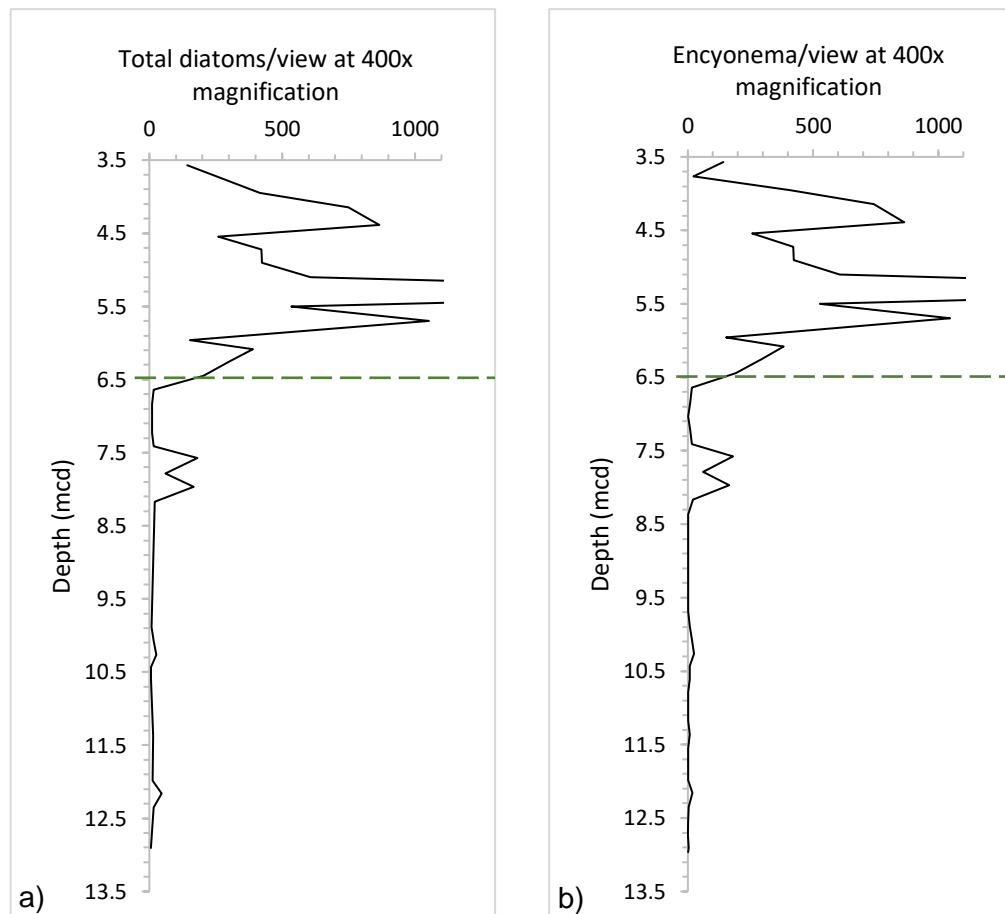 Total diatoms/view at 400x
magnification
0 500 1000
3.5
4.5
5.5
6.5
7.5
8.5
9.5
10.5
11.5
12.5
13.5
Depth (mcd)
a)
Encyonema/view at 400x
magnification
0 500 1000
3.5
4.5
5.5
6.5
7.5
8.5
9.5
10.5
11.5
12.5
13.5
Depth (mcd)
b)